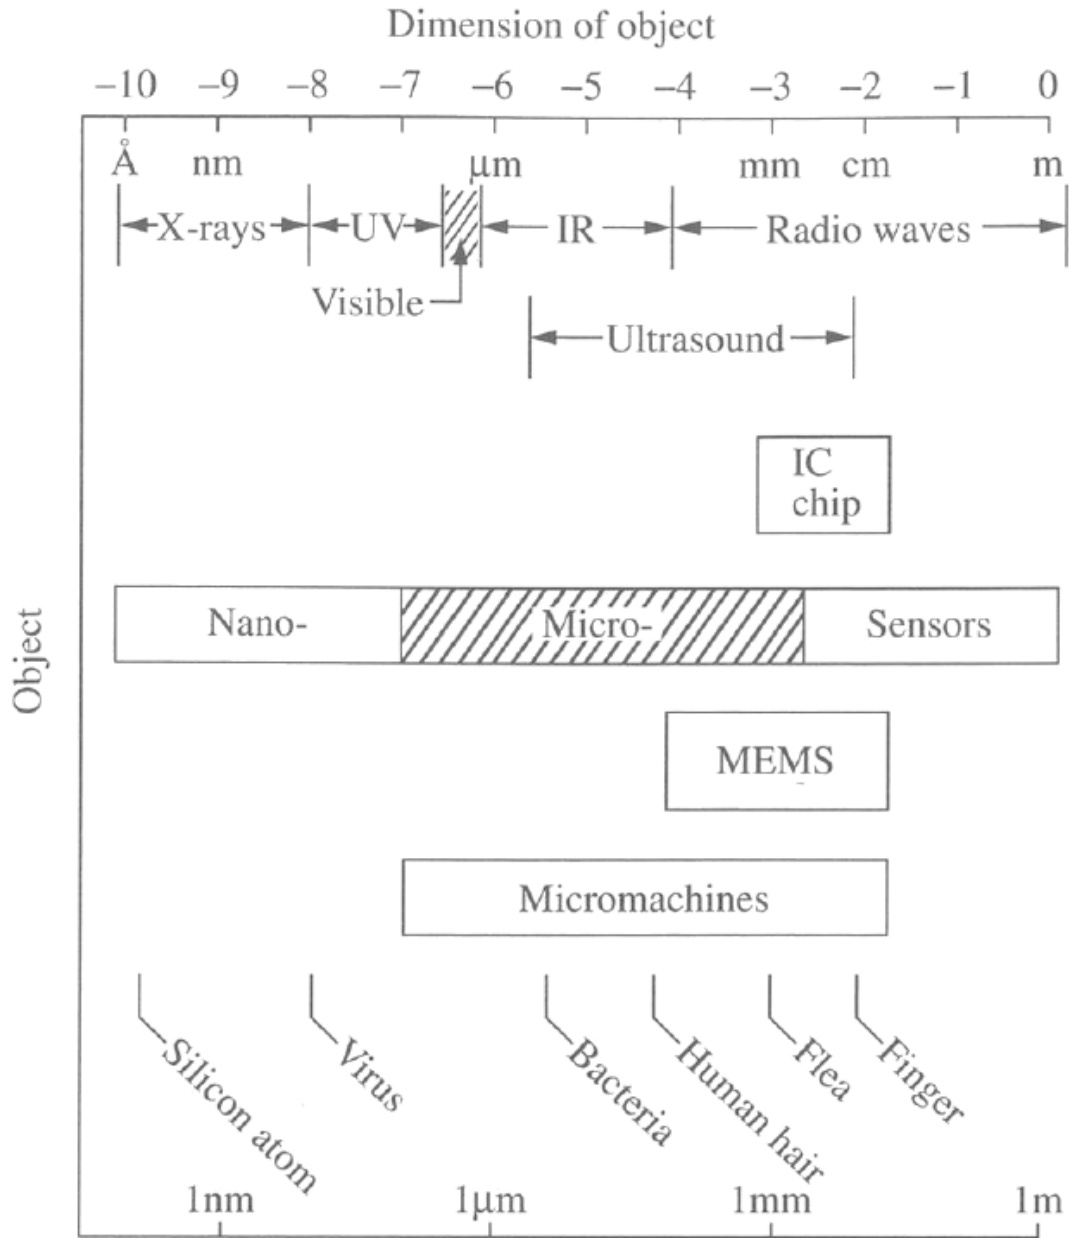 Dimension of object
–10 –9 –8 –7 –6 –5 –4 –3 –2 –1 0
Å nm μm mm cm m
X-rays UV IR Radio waves
Visible
Ultrasound
IC
chip
Object
Nano- Micro- Sensors
MEMS
Micromachines
Silicon atom
Virus
Bacteria
Human hair
Flea
Finger
1nm 1μm 1mm 1m